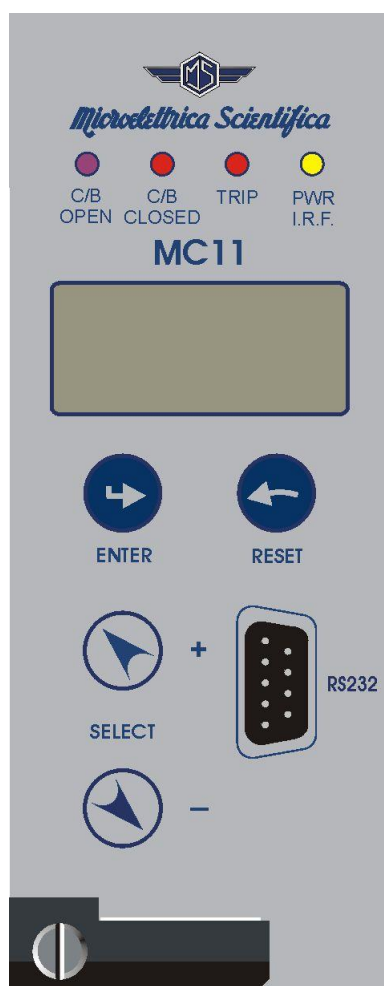 MS
Microelettrica Scientifica
C/B OPEN
C/B CLOSED
TRIP
PWR I.R.F.
MC11
ENTER
RESET
+
RS232
SELECT
−